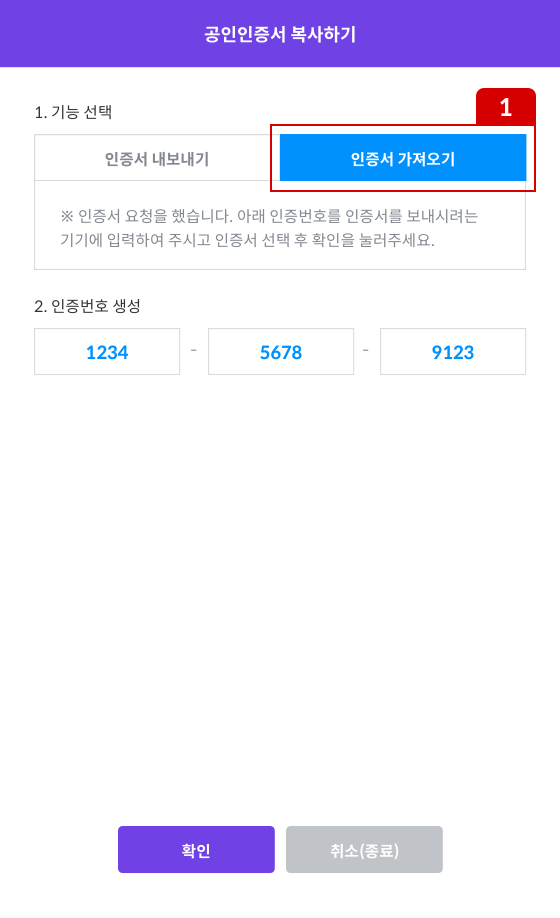 공인인증서 복사하기
1. 기능 선택
1
인증서 내보내기
인증서 가져오기
※ 인증서 요청을 했습니다. 아래 인증번호를 인증서를 보내시려는
기기에 입력하여 주시고 인증서 선택 후 확인을 눌러주세요.
2. 인증번호 생성
1234 - 5678 - 9123
확인
취소(종료)